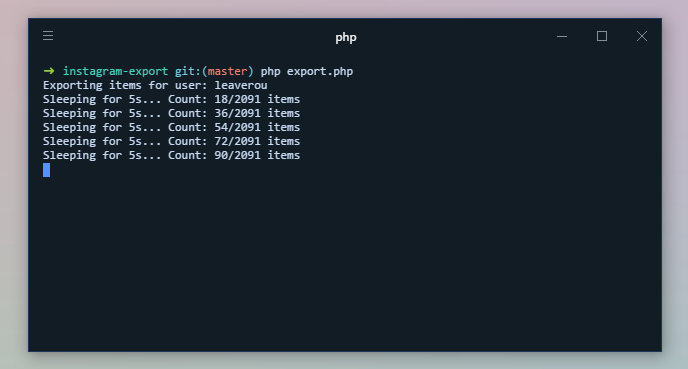 php
➜ instagram-export git:(master) php export.php
Exporting items for user: leaverou
Sleeping for 5s... Count: 18/2091 items
Sleeping for 5s... Count: 36/2091 items
Sleeping for 5s... Count: 54/2091 items
Sleeping for 5s... Count: 72/2091 items
Sleeping for 5s... Count: 90/2091 items